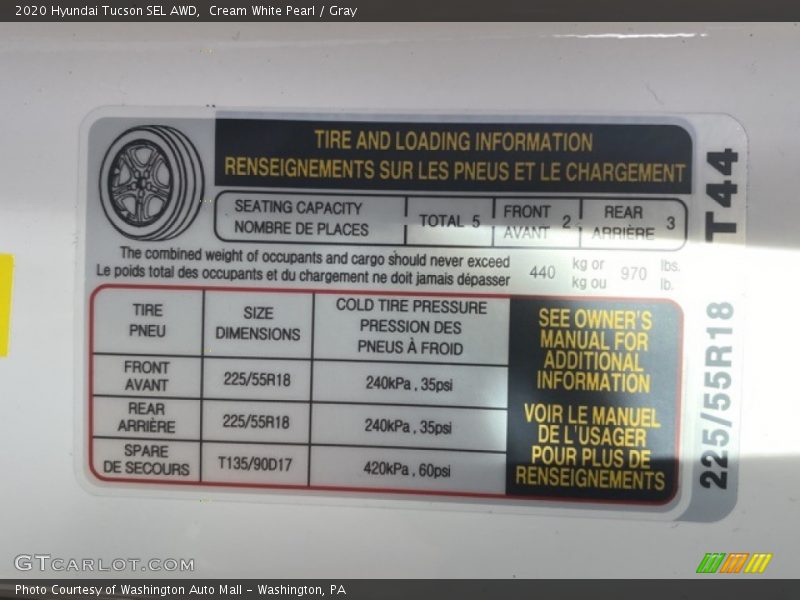 2020 Hyundai Tucson SEL AWD,  Cream White Pearl / Gray
TIRE AND LOADING INFORMATION
RENSEIGNEMENTS SUR LES PNEUS ET LE CHARGEMENT
SEATING CAPACITY
NOMBRE DE PLACES
TOTAL 5
FRONT
AVANT
2
REAR
ARRIÈRE
3
The combined weight of occupants and cargo should never exceed
Le poids total des occupants et du chargement ne doit jamais dépasser
440
kg or
kg ou
970
lbs.
lb.
TIRE
PNEU
SIZE
DIMENSIONS
COLD TIRE PRESSURE
PRESSION DES
PNEUS À FROID
FRONT
AVANT
225/55R18
240kPa , 35psi
REAR
ARRIÈRE
225/55R18
240kPa , 35psi
SPARE
DE SECOURS
T135/90D17
420kPa , 60psi
SEE OWNER'S
MANUAL FOR
ADDITIONAL
INFORMATION
VOIR LE MANUEL
DE L'USAGER
POUR PLUS DE
RENSEIGNEMENTS
225/55R18 T44
GTCARLOT.COM
Photo Courtesy of Washington Auto Mall - Washington, PA